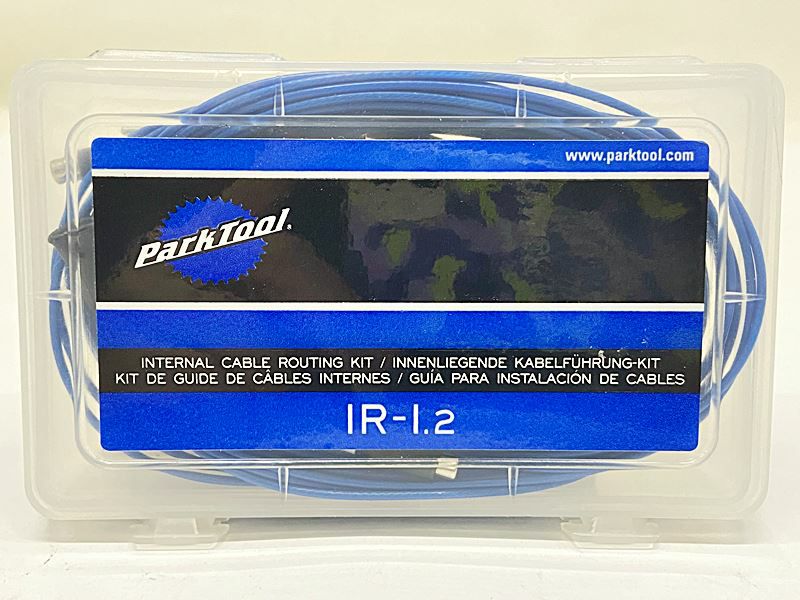 www.parktool.com
PARKTOOL®
INTERNAL CABLE ROUTING KIT / INNENLIEGENDE KABELFÜHRUNG-KIT
KIT DE GUIDE DE CÂBLES INTERNES / GUÍA PARA INSTALACIÓN DE CABLES
IR-1.2